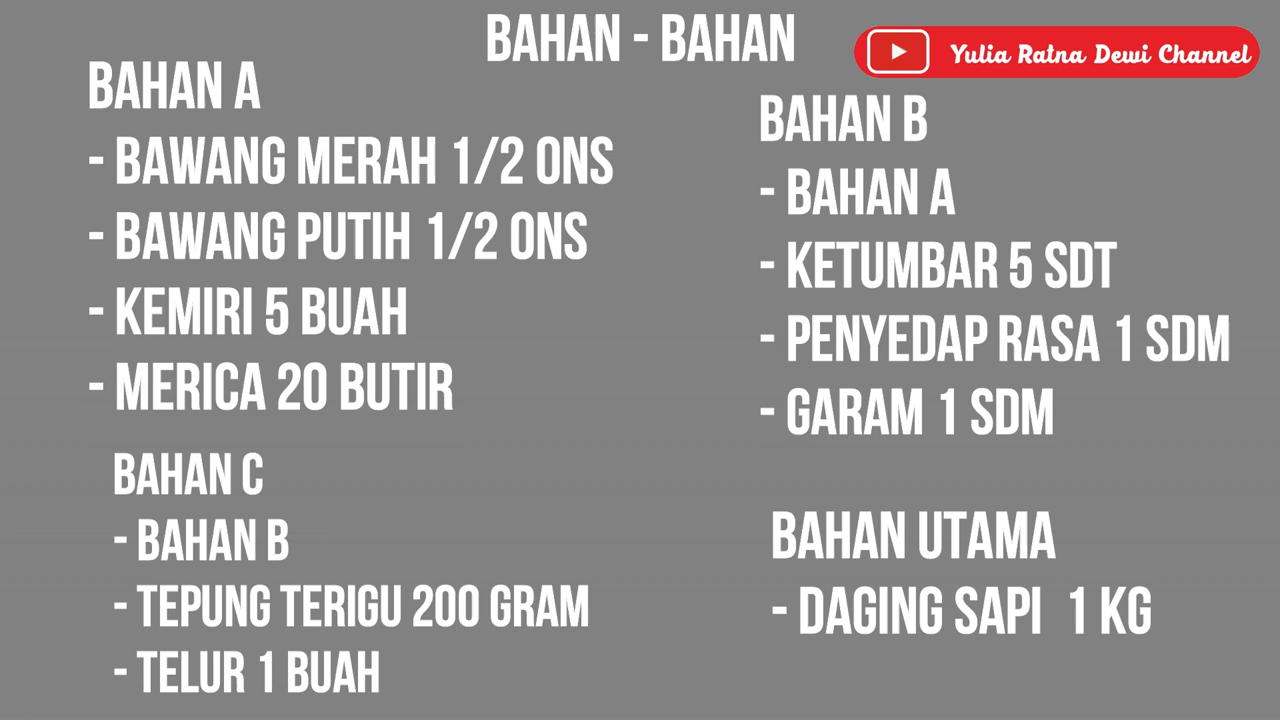 BAHAN - BAHAN
Yulia Ratna Dewi Channel
BAHAN A
- BAWANG MERAH 1/2 ONS
- BAWANG PUTIH 1/2 ONS
- KEMIRI 5 BUAH
- MERICA 20 BUTIR
BAHAN B
- BAHAN A
- KETUMBAR 5 SDT
- PENYEDAP RASA 1 SDM
- GARAM 1 SDM
BAHAN C
- BAHAN B
- TEPUNG TERIGU 200 GRAM
- TELUR 1 BUAH
BAHAN UTAMA
- DAGING SAPI 1 KG